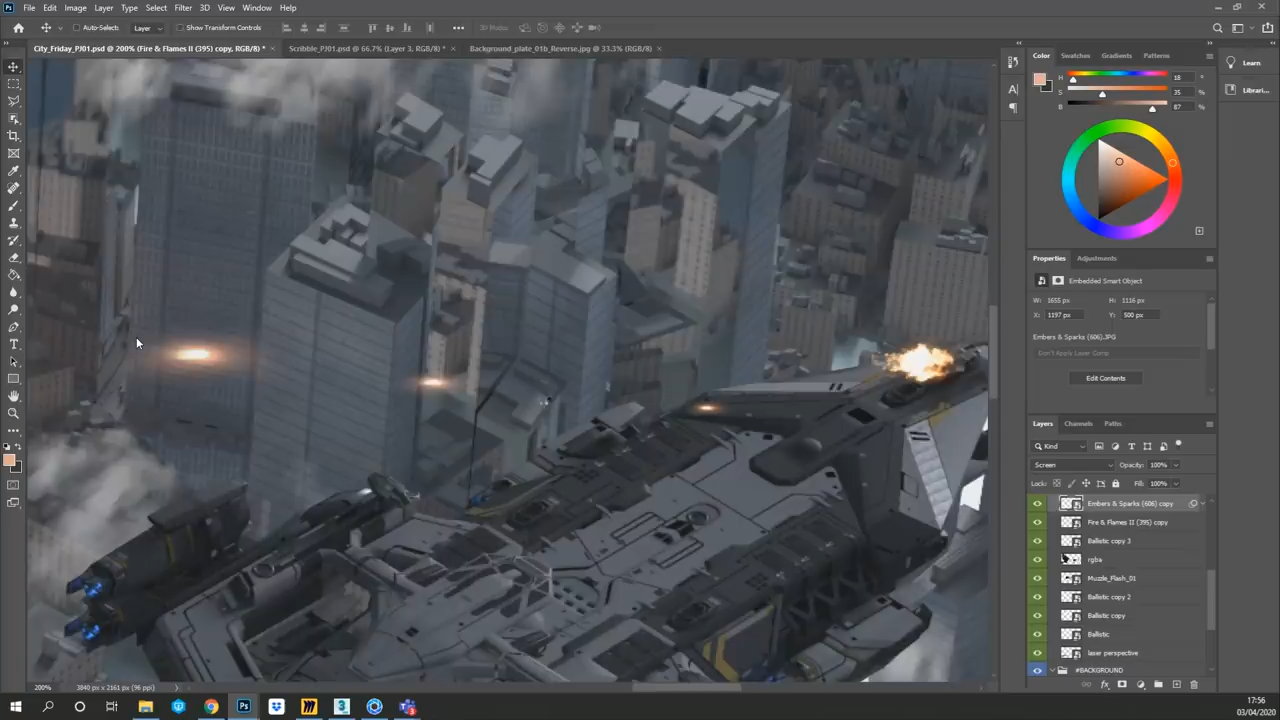 File Edit Image Layer Type Select Filter 3D View Window Help
Auto-Select: Layer Show Transform Controls 3D Mode:
City_Friday_PJ01.psd @ 200% (Fire & Flames II (395) copy, RGB/8) * Scribble_PJ01.psd @ 66.7% (Layer 3, RGB/8) * Background_plate_01b_Reverse.jpg @ 33.3% (RGB/8)
Color Swatches Gradients Patterns
Learn
Librari...
H 18 °
S 35 %
B 87 %
Properties Adjustments
Embedded Smart Object
W: 1655 px H: 1116 px
X: 1197 px Y: 500 px
Embers & Sparks (606).JPG
Don't Apply Layer Comp
Edit Contents
Layers Channels Paths
Kind
Screen Opacity: 100%
Lock: Fill: 100%
Embers & Sparks (606) copy
Fire & Flames II (395) copy
Ballistic copy 3
rgba
Muzzle_Flash_01
Ballistic copy 2
Ballistic copy
Ballistic
laser perspective
#BACKGROUND
200% 3840 px x 2161 px (96 ppi)
17:56
03/04/2020